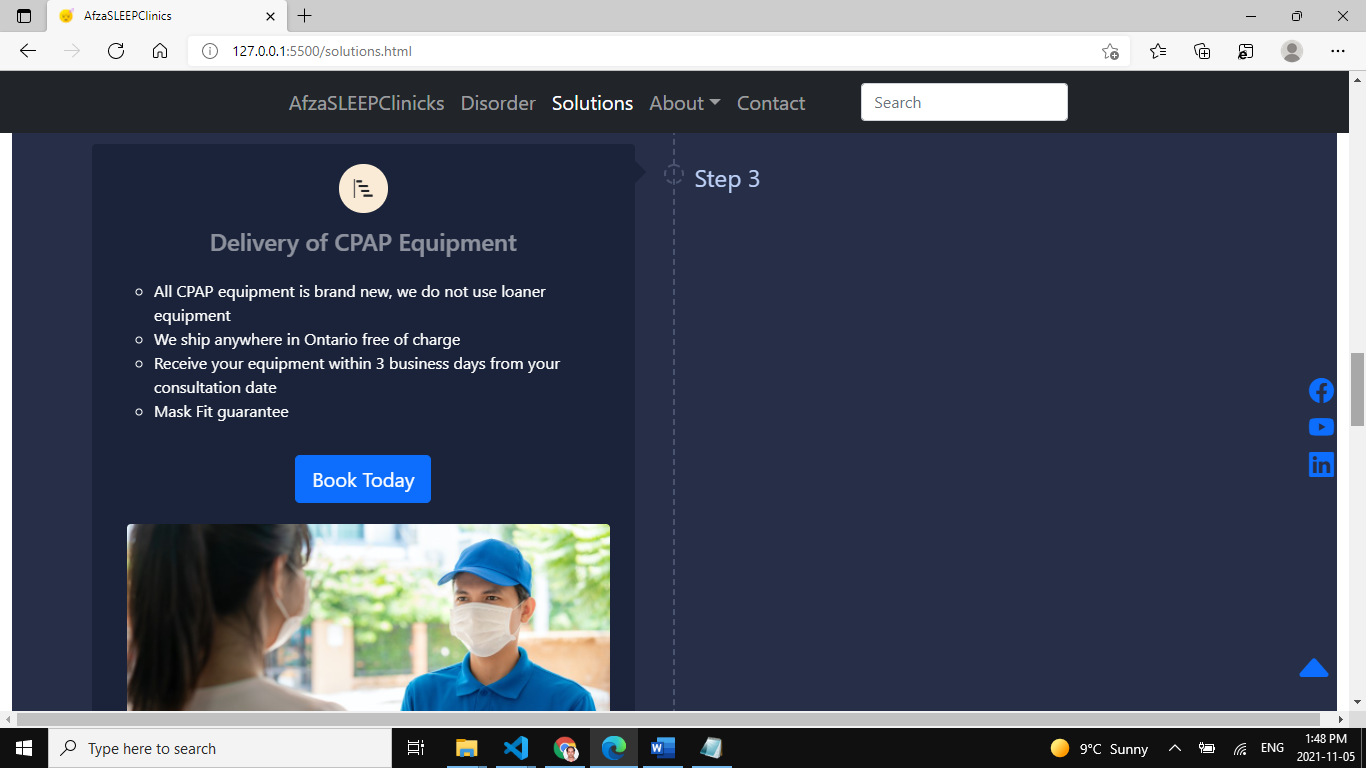 AfzaSLEEPClinics
127.0.0.1:5500/solutions.html
AfzaSLEEPClinicks Disorder Solutions About Contact Search
Step 3
Delivery of CPAP Equipment
All CPAP equipment is brand new, we do not use loaner
equipment
We ship anywhere in Ontario free of charge
Receive your equipment within 3 business days from your
consultation date
Mask Fit guarantee
Book Today
Type here to search
9°C Sunny
ENG
1:48 PM
2021-11-05